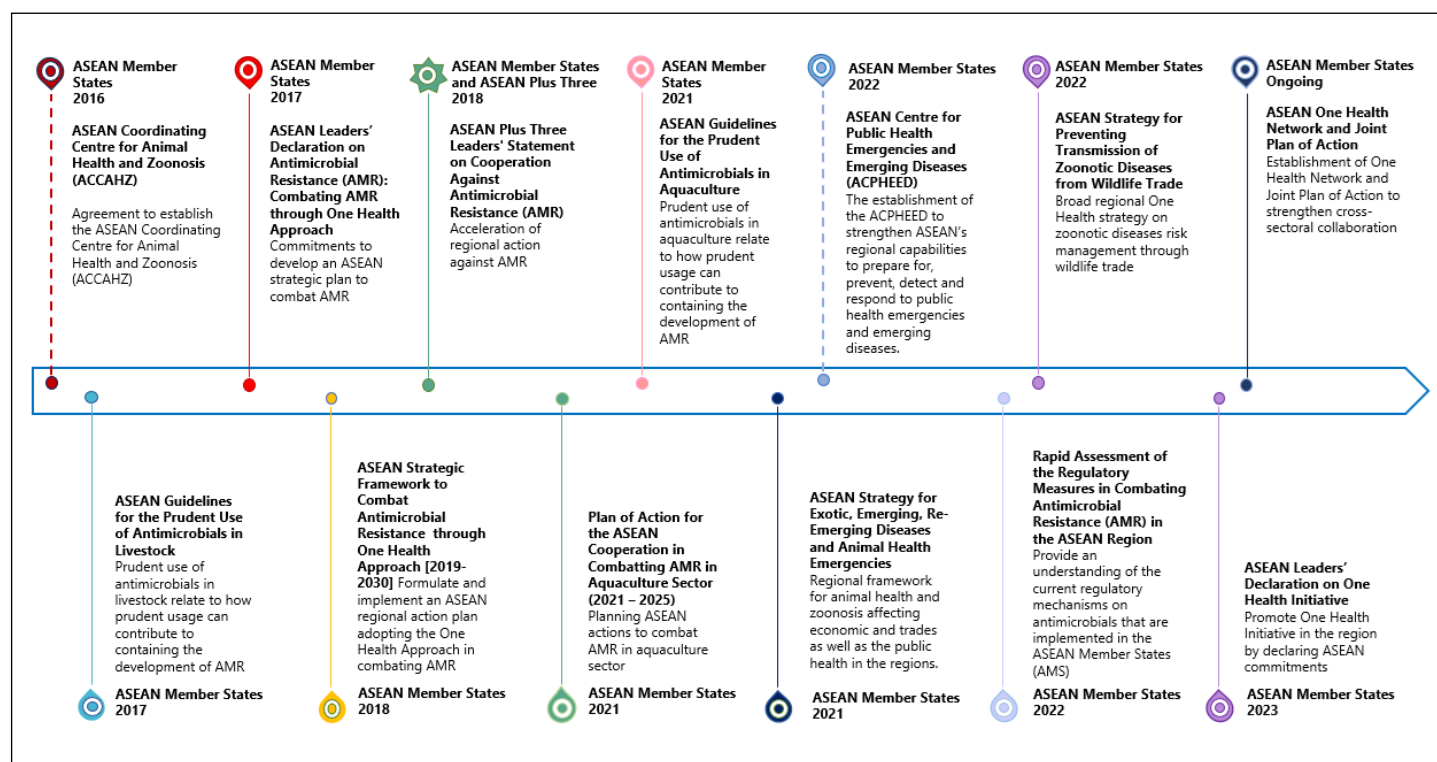 ASEAN Member
States
2016
ASEAN Coordinating
Centre for Animal
Health and Zoonosis
(ACCAHZ)
Agreement to establish
the ASEAN Coordinating
Centre for Animal
Health and Zoonosis
(ACCAHZ)
ASEAN Member
States
2017
ASEAN Leaders’
Declaration on
Antimicrobial
Resistance (AMR):
Combating AMR
through One Health
Approach
Commitments to
develop an ASEAN
strategic plan to
combat AMR
ASEAN Member States
and ASEAN Plus Three
2018
ASEAN Plus Three
Leaders' Statement
on Cooperation
Against
Antimicrobial
Resistance (AMR)
Acceleration of
regional action
against AMR
ASEAN Member
States
2021
ASEAN Guidelines
for the Prudent
Use of
Antimicrobials in
Aquaculture
Prudent use of
antimicrobials in
aquaculture relate
to how prudent
usage can
contribute to
containing the
development of
AMR
ASEAN Member States
2022
ASEAN Centre for
Public Health
Emergencies and
Emerging Diseases
(ACPHEED)
The establishment of
the ACPHEED to
strengthen ASEAN’s
regional capabilities
to prepare for,
prevent, detect and
respond to public
health emergencies
and emerging
diseases.
ASEAN Member States
2022
ASEAN Strategy for
Preventing
Transmission of
Zoonotic Diseases
from Wildlife Trade
Broad regional One
Health strategy on
zoonotic diseases risk
management through
wildlife trade
ASEAN Member States
Ongoing
ASEAN One Health
Network and Joint
Plan of Action
Establishment of One
Health Network and
Joint Plan of Action to
strengthen cross-
sectoral collaboration
ASEAN Guidelines
for the Prudent Use
of Antimicrobials in
Livestock
Prudent use of
antimicrobials in
livestock relate to how
prudent usage can
contribute to
containing the
development of AMR
ASEAN Member States
2017
ASEAN Strategic
Framework to
Combat
Antimicrobial
Resistance through
One Health
Approach [2019-
2030] Formulate and
implement an ASEAN
regional action plan
adopting the One
Health Approach in
combating AMR
ASEAN Member States
2018
Plan of Action for
the ASEAN
Cooperation in
Combatting AMR in
Aquaculture Sector
(2021 – 2025)
Planning ASEAN
actions to combat
AMR in aquaculture
sector
ASEAN Member States
2021
ASEAN Strategy for
Exotic, Emerging, Re-
Emerging Diseases
and Animal Health
Emergencies
Regional framework
for animal health and
zoonosis affecting
economic and trades
as well as the public
health in the regions.
ASEAN Member States
2021
Rapid Assessment of
the Regulatory
Measures in Combating
Antimicrobial
Resistance (AMR) in
the ASEAN Region
Provide an
understanding of the
current regulatory
mechanisms on
antimicrobials that are
implemented in the
ASEAN Member States
(AMS)
ASEAN Member States
2022
ASEAN Leaders’
Declaration on One
Health Initiative
Promote One Health
Initiative in the region
by declaring ASEAN
commitments
ASEAN Member States
2023